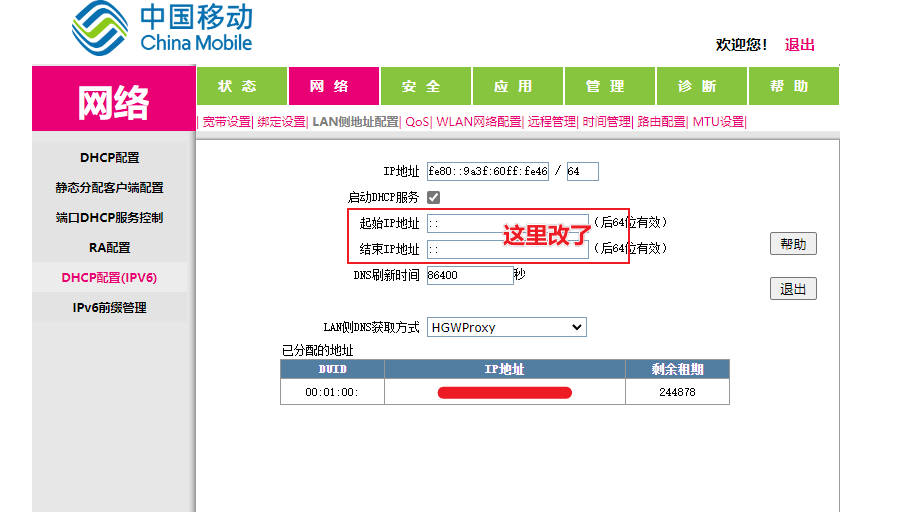 中国移动
China Mobile
欢迎您！ 退出
网络
状态 网络 安全 应用 管理 诊断 帮助
| 宽带设置| 绑定设置| LAN侧地址配置| QoS| WLAN网络配置| 远程管理| 时间管理| 路由配置| MTU设置|
DHCP配置
静态分配客户端配置
端口DHCP服务控制
RA配置
DHCP配置(IPV6)
IPv6前缀管理
IP地址 fe80::9a3f:60ff:fe46 / 64
启动DHCP服务
起始IP地址 :: （后64位有效）
这里改了
结束IP地址 :: （后64位有效）
DNS刷新时间 86400 秒
LAN侧DNS获取方式 HGWProxy
帮助
退出
已分配的地址
DUID IP地址 剩余租期
00:01:00: 244878